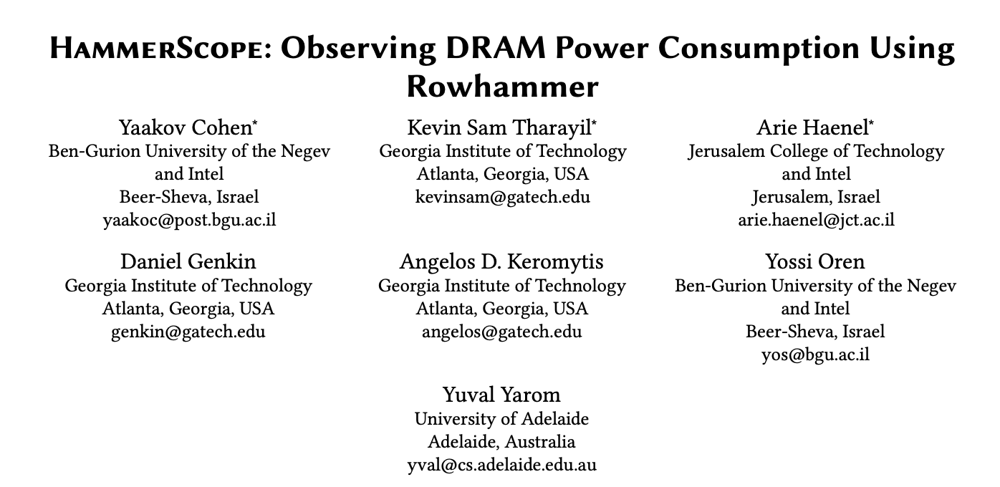 HammerScope: Observing DRAM Power Consumption Using
Rowhammer
Yaakov Cohen*
Ben-Gurion University of the Negev
and Intel
Beer-Sheva, Israel
yaakoc@post.bgu.ac.il
Kevin Sam Tharayil*
Georgia Institute of Technology
Atlanta, Georgia, USA
kevinsam@gatech.edu
Arie Haenel*
Jerusalem College of Technology
and Intel
Jerusalem, Israel
arie.haenel@jct.ac.il
Daniel Genkin
Georgia Institute of Technology
Atlanta, Georgia, USA
genkin@gatech.edu
Angelos D. Keromytis
Georgia Institute of Technology
Atlanta, Georgia, USA
angelos@gatech.edu
Yossi Oren
Ben-Gurion University of the Negev
and Intel
Beer-Sheva, Israel
yos@bgu.ac.il
Yuval Yarom
University of Adelaide
Adelaide, Australia
yval@cs.adelaide.edu.au